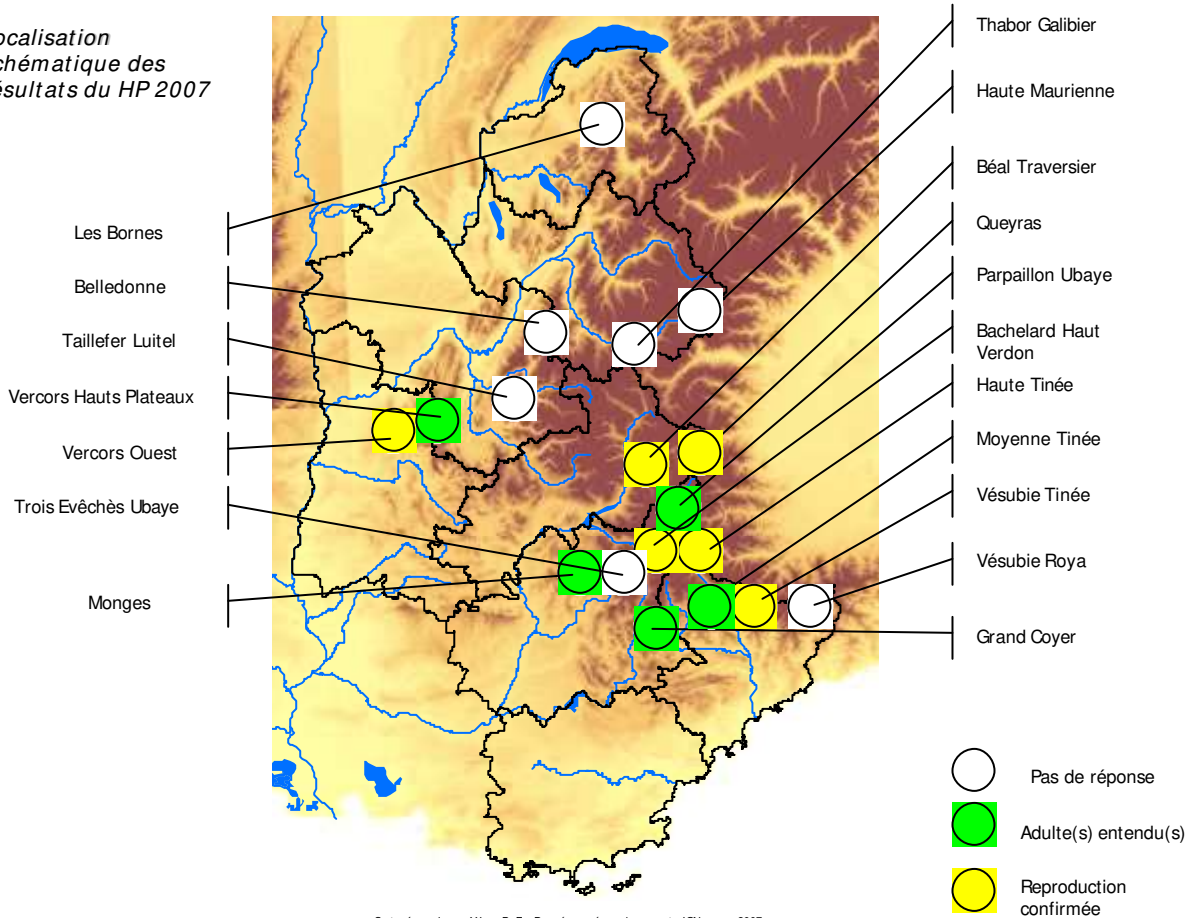 ocalisation
chématique des
ésultats du HP 2007
Thabor Galibier
Haute Maurienne
Béal Traversier
Queyras
Parpaillon Ubaye
Bachelard Haut
Verdon
Haute Tinée
Moyenne Tinée
Vésubie Tinée
Vésubie Roya
Grand Coyer
Les Bornes
Belledonne
Taillefer Luitel
Vercors Hauts Plateaux
Vercors Ouest
Trois Evêchès Ubaye
Monges
Pas de réponse
Adulte(s) entendu(s)
Reproduction
confirmée